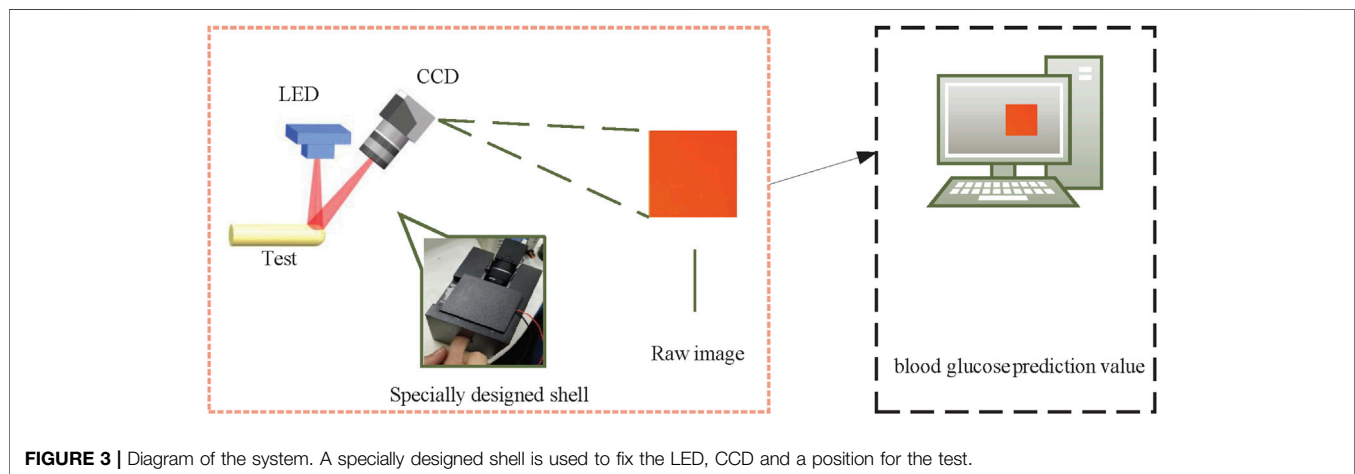 CCD
LED
Test
Raw image
Specially designed shell
blood glucose prediction value
FIGURE 3 | Diagram of the system. A specially designed shell is used to fix the LED, CCD and a position for the test.